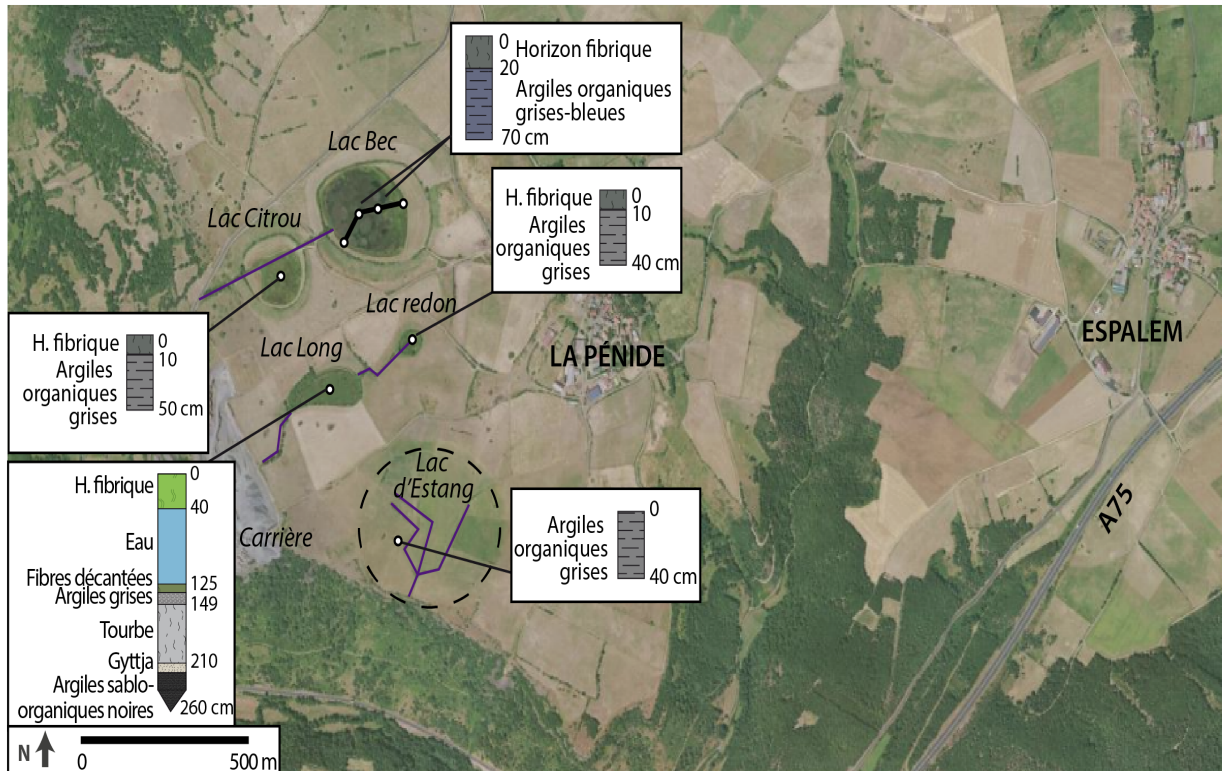 0
Horizon fibrique
20
Argiles organiques
grises-bleues
70 cm
Lac Bec
H. fibrique
0
10
Argiles
organiques
grises
40 cm
Lac Citrou
Lac redon
Lac Long
LA PÉNIDE
ESPALEM
H. fibrique
0
10
Argiles
organiques
grises
50 cm
H. fibrique
0
40
Eau
Fibres décantées
125
Argiles grises
149
Tourbe
Gyttja
210
Argiles sablo-
organiques noires
260 cm
Lac
d'Estang
Carrière
Argiles
organiques
grises
0
40 cm
A75
N
0
500 m